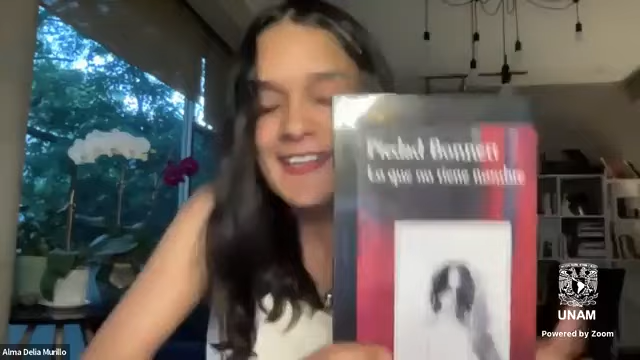 Piedad Bonnett
Lo que no tiene nombre
UNAM
Powered by Zoom
Alma Delia Murillo